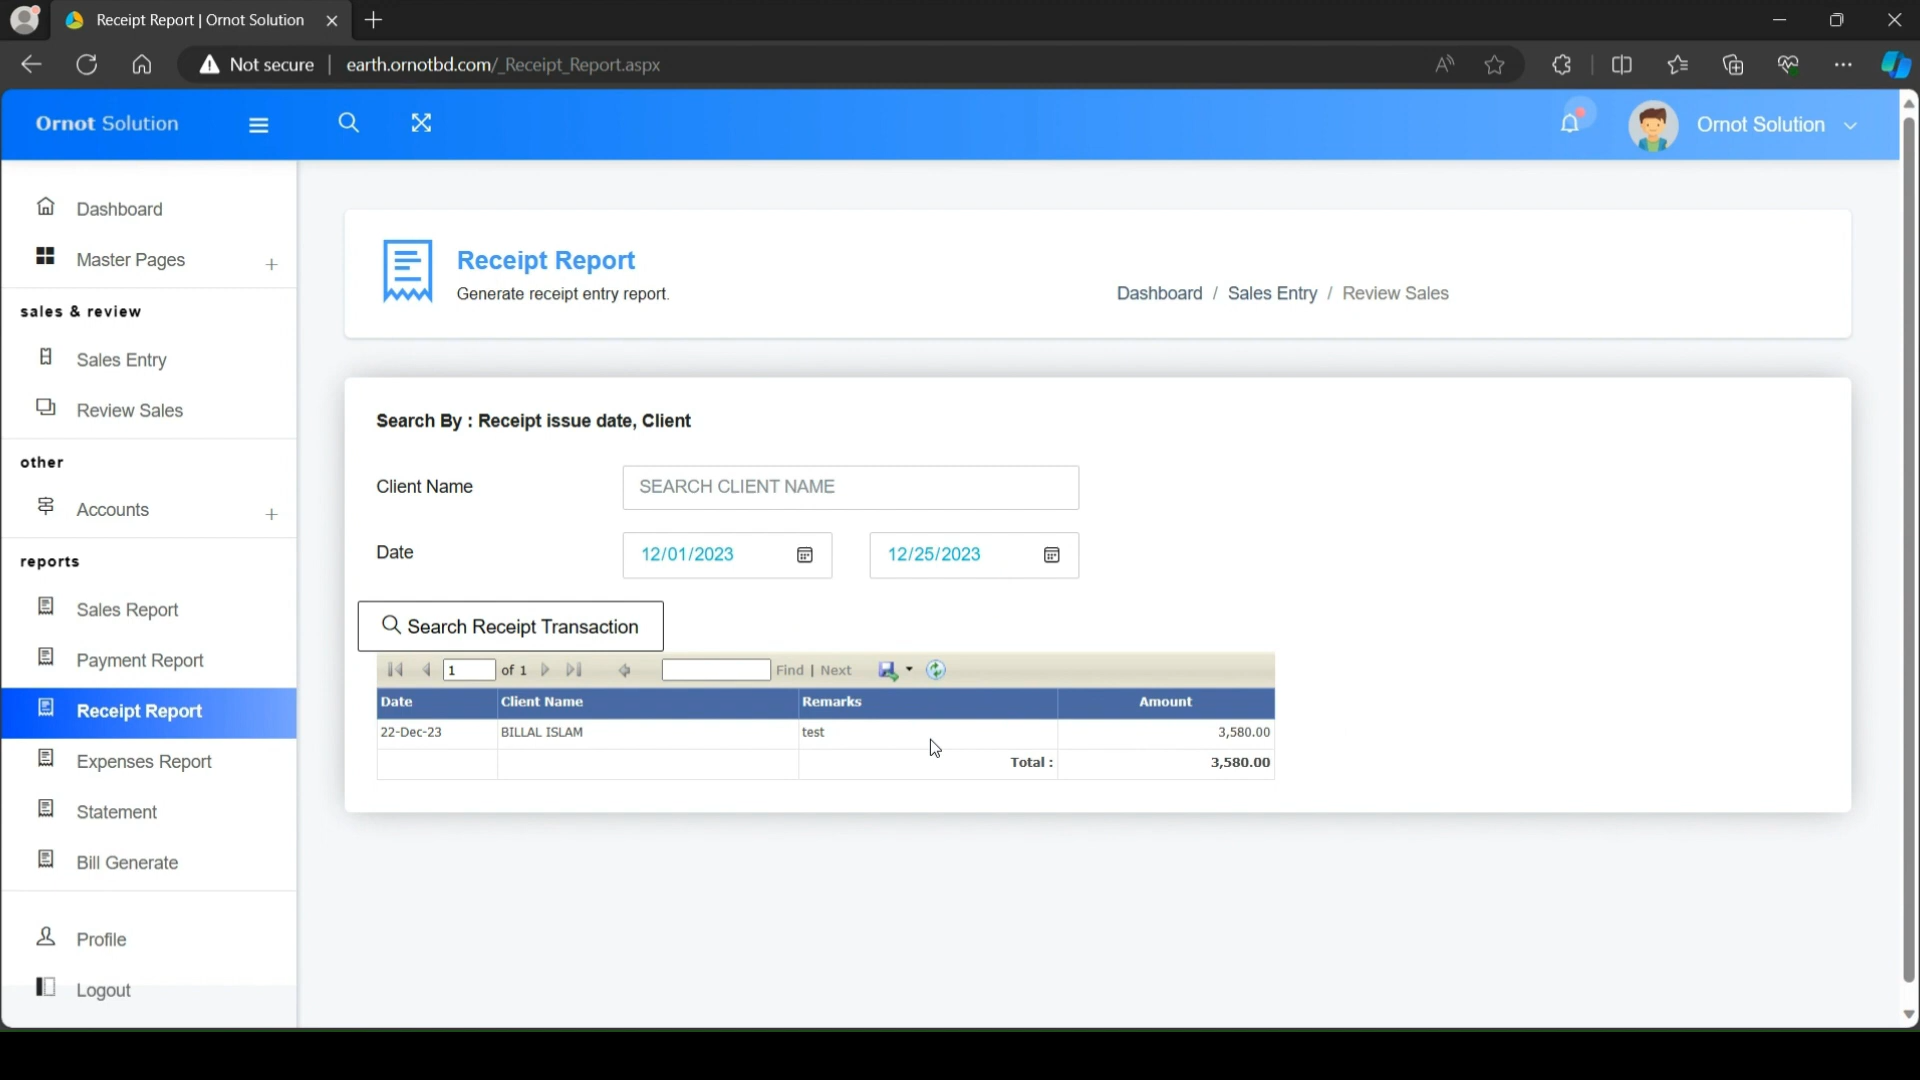 Receipt Report | Ornot Solution
Not secure | earth.ornotbd.com/_Receipt_Report.aspx
Ornot Solution
Ornot Solution
Dashboard
Master Pages +
sales & review
Sales Entry
Review Sales
other
Accounts +
reports
Sales Report
Payment Report
Receipt Report
Expenses Report
Statement
Bill Generate
Profile
Logout
Receipt Report
Generate receipt entry report.
Dashboard / Sales Entry / Review Sales
Search By : Receipt issue date, Client
Client Name SEARCH CLIENT NAME
Date 12/01/2023 12/25/2023
Search Receipt Transaction
1 of 1 Find | Next
Date Client Name Remarks Amount
22-Dec-23 BILLAL ISLAM test 3,580.00
Total : 3,580.00